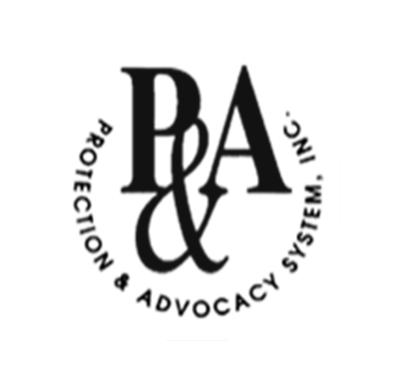 P&A
PROTECTION & ADVOCACY SYSTEM, INC.